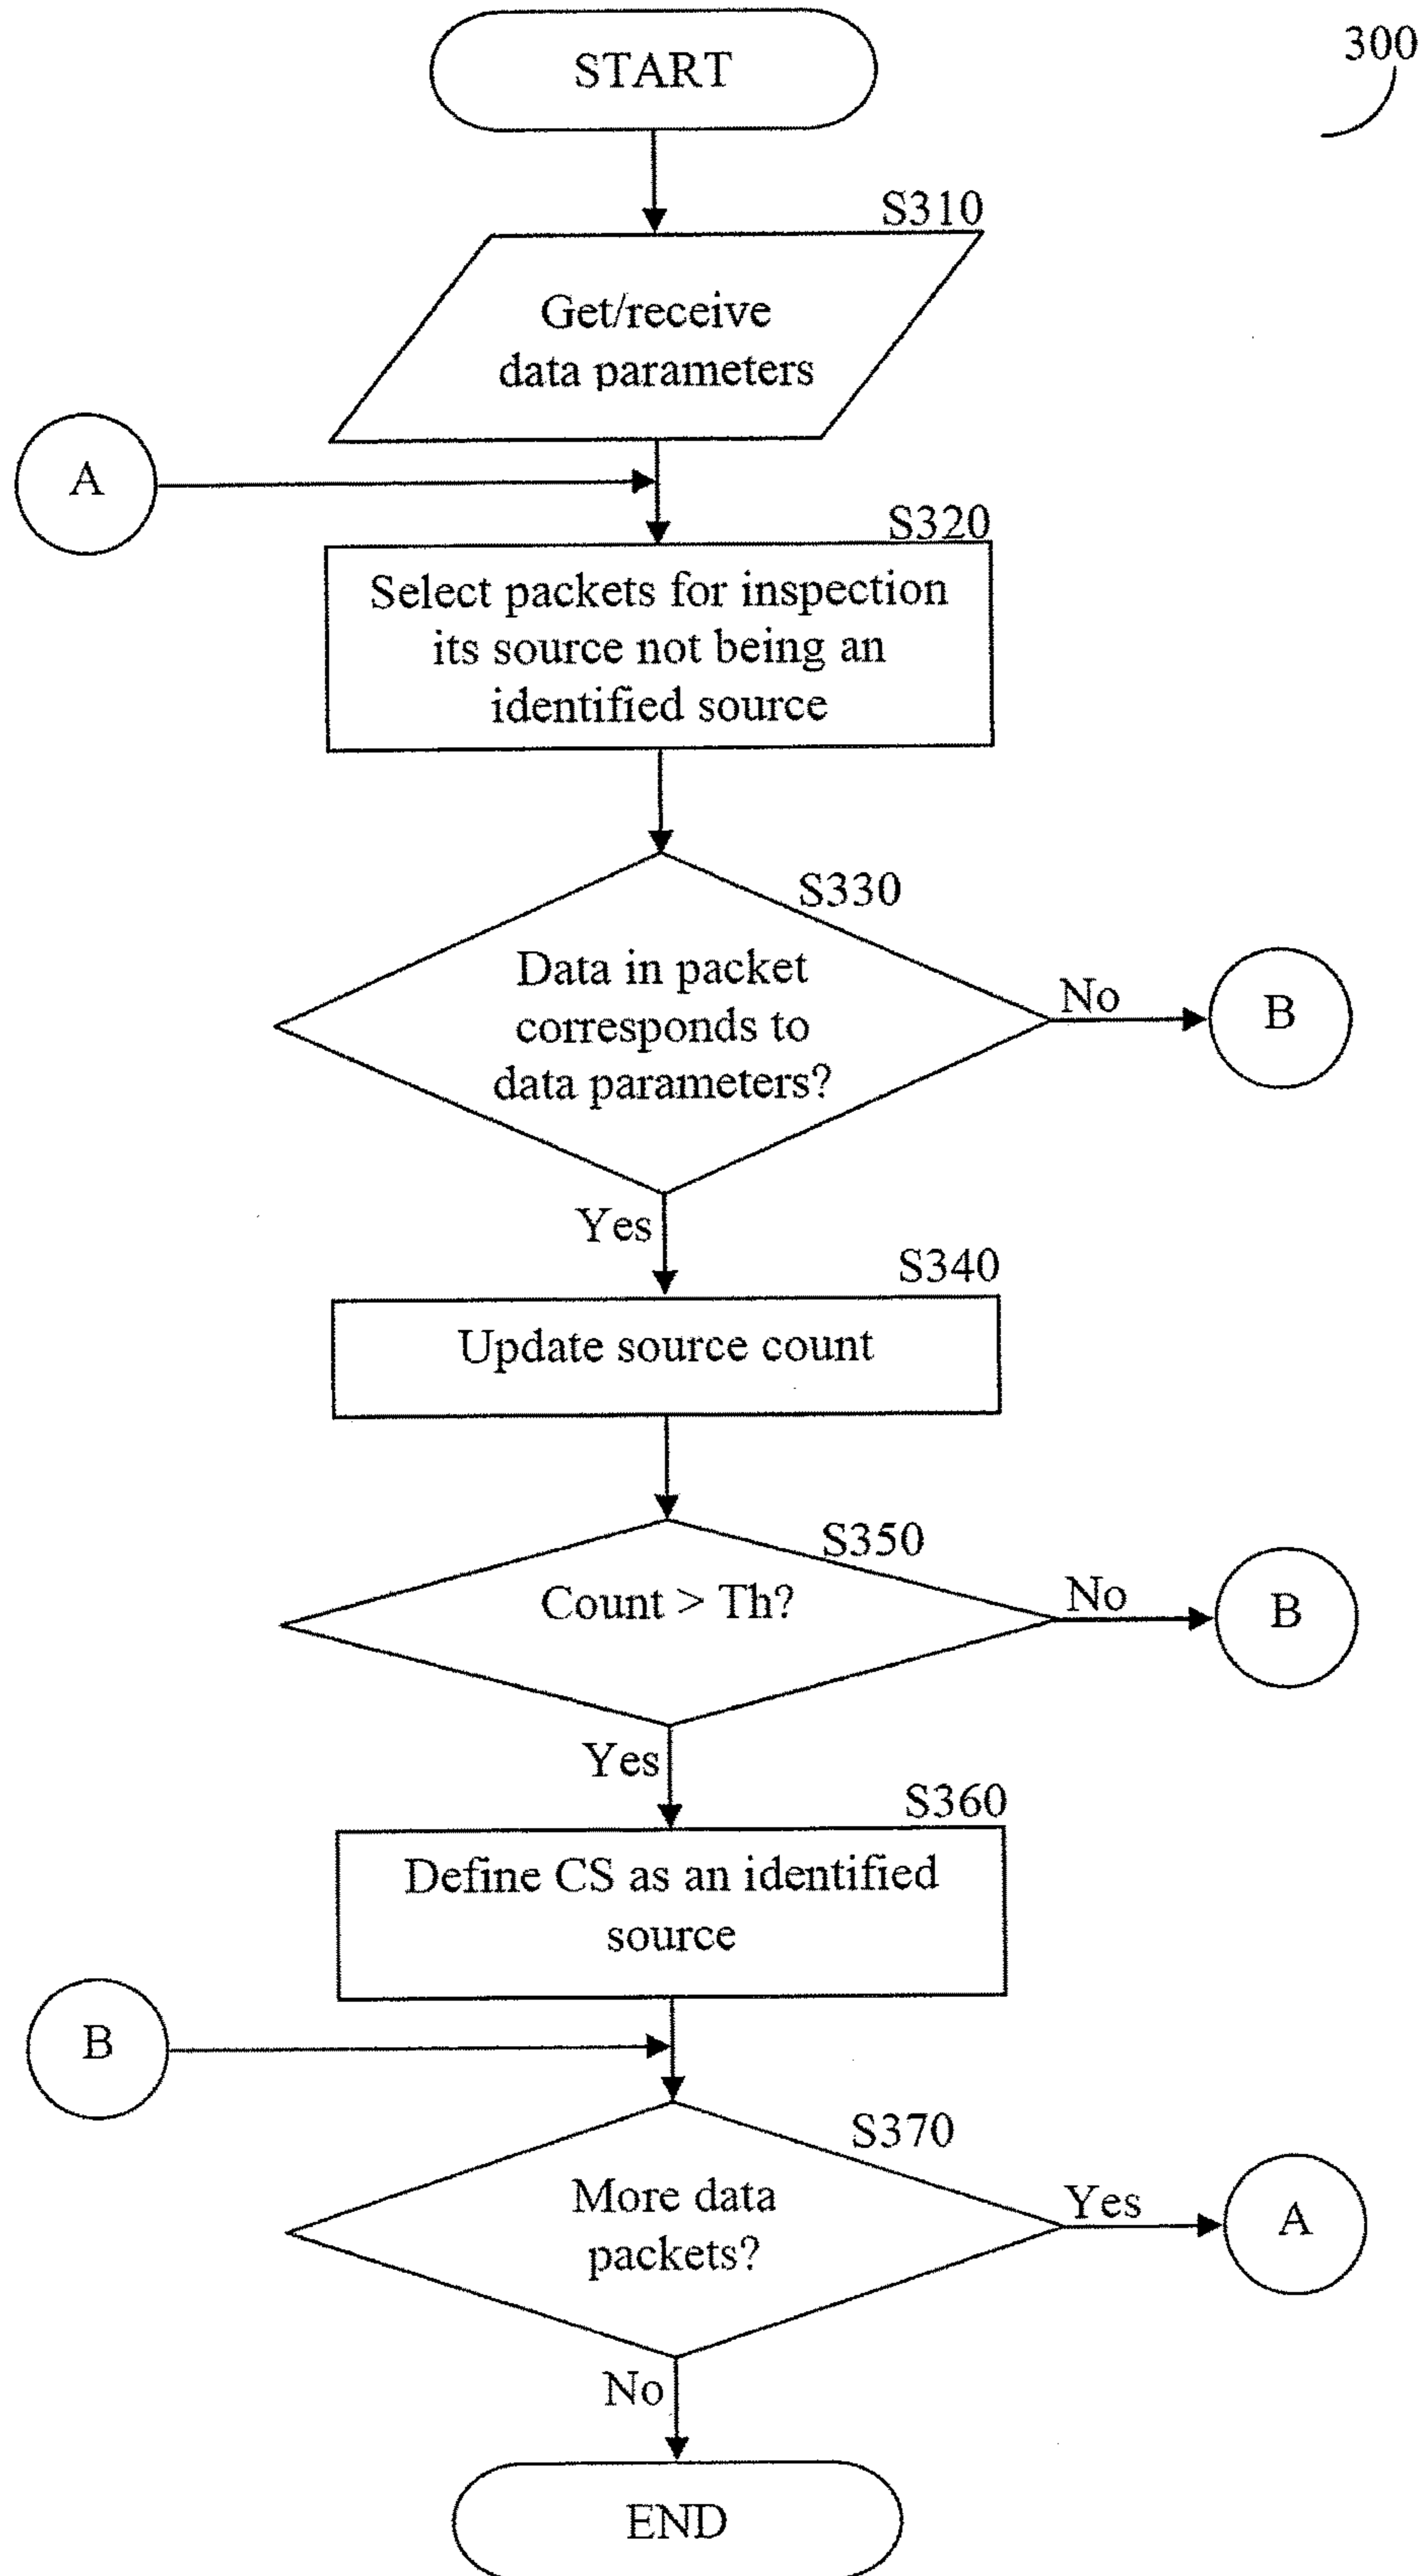 START
300
S310
Get/receive
data parameters
A
S320
Select packets for inspection
its source not being an
identified source
S330
Data in packet
corresponds to
data parameters?
No
B
Yes
S340
Update source count
S350
Count > Th?
No
B
Yes
S360
Define CS as an identified
source
B
S370
More data
packets?
Yes
A
No
END